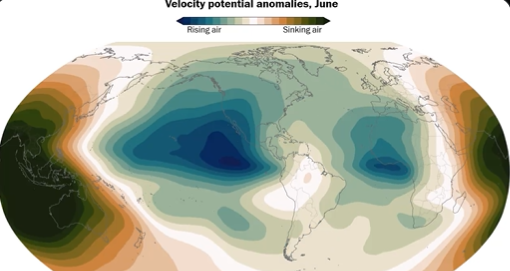 Velocity potential anomalies, June
Rising air
Sinking air